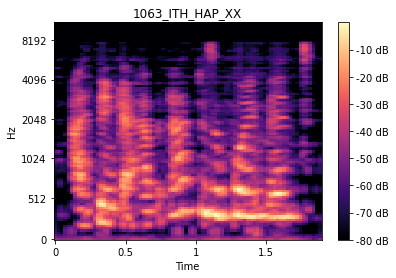 1063_ITH_HAP_XX
8192
4096
2048
1024
512
0
Hz
0
0.5
1
1.5
Time
-10 dB
-20 dB
-30 dB
-40 dB
-50 dB
-60 dB
-70 dB
-80 dB